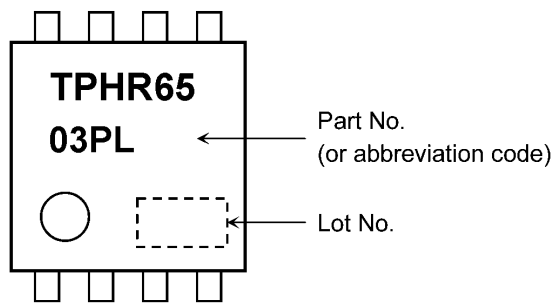 TPHR65
03PL
Part No.
(or abbreviation code)
Lot No.